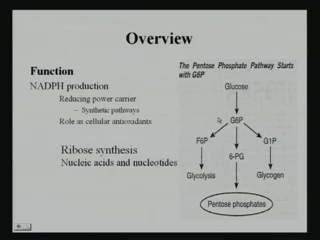 Overview
Function
NADPH production
Reducing power carrier
– Synthetic pathways
Role as cellular antioxidants
Ribose synthesis
Nucleic acids and nucleotides
The Pentose Phosphate Pathway Starts
with G6P
Glucose
G6P
F6P
G1P
6-PG
Glycolysis
Glycogen
Pentose phosphates